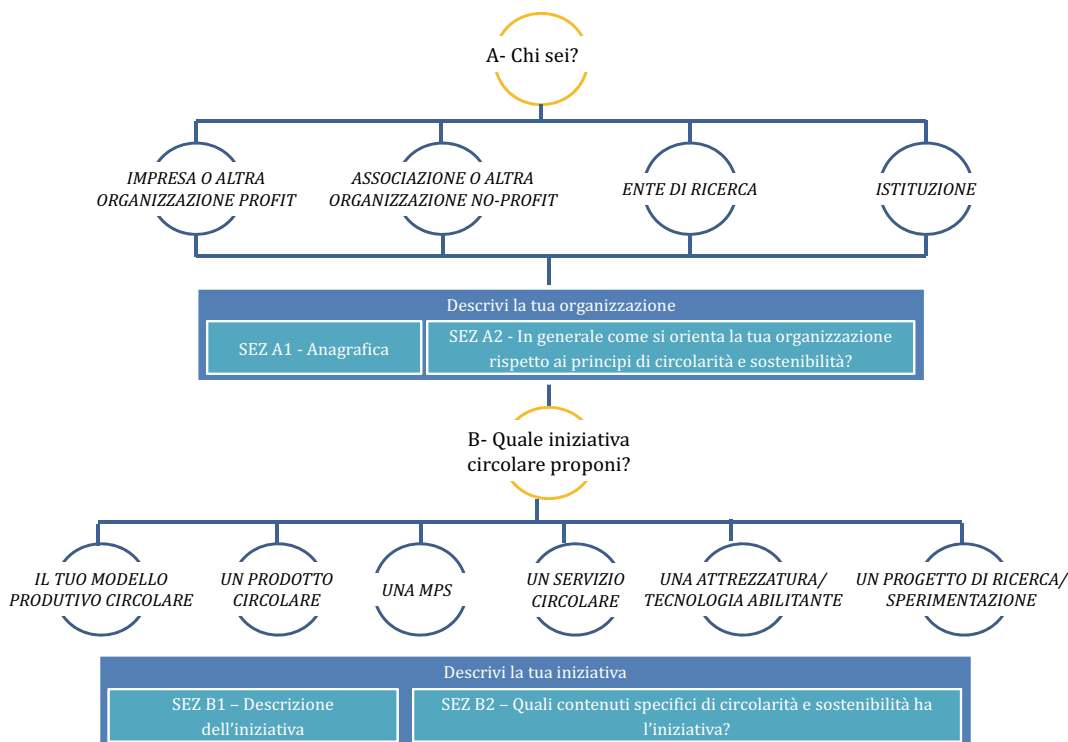 A- Chi sei?
IMPRESA O ALTRA
ORGANIZZAZIONE PROFIT
ASSOCIAZIONE O ALTRA
ORGANIZZAZIONE NO-PROFIT
ENTE DI RICERCA
ISTITUZIONE
Descrivi la tua organizzazione
SEZ A1 - Anagrafica
SEZ A2 - In generale come si orienta la tua organizzazione
rispetto ai principi di circolarità e sostenibilità?
B- Quale iniziativa
circolare proponi?
IL TUO MODELLO
PRODUTIVO CIRCOLARE
UN PRODOTTO
CIRCOLARE
UNA MPS
UN SERVIZIO
CIRCOLARE
UNA ATTREZZATURA/
TECNOLOGIA ABILITANTE
UN PROGETTO DI RICERCA/
SPERIMENTAZIONE
Descrivi la tua iniziativa
SEZ B1 – Descrizione
dell’iniziativa
SEZ B2 – Quali contenuti specifici di circolarità e sostenibilità ha
l’iniziativa?